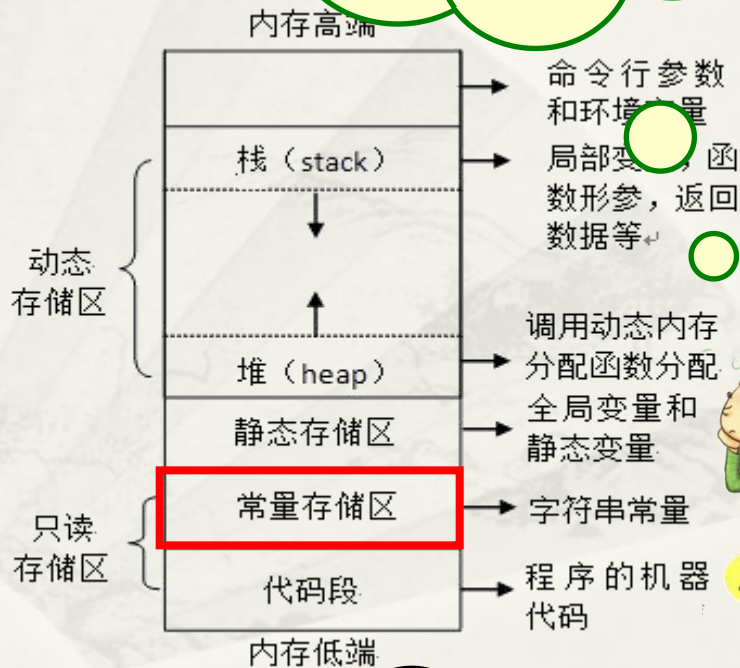 内存高端
命令行参数
和环境 量
栈（stack）
局部变 ，函
数形参，返回
数据等
动态
存储区
调用动态内存
分配函数分配
堆（heap）
全局变量和
静态变量
静态存储区
常量存储区
字符串常量
只读
存储区
代码段
程序的机器
代码
内存低端